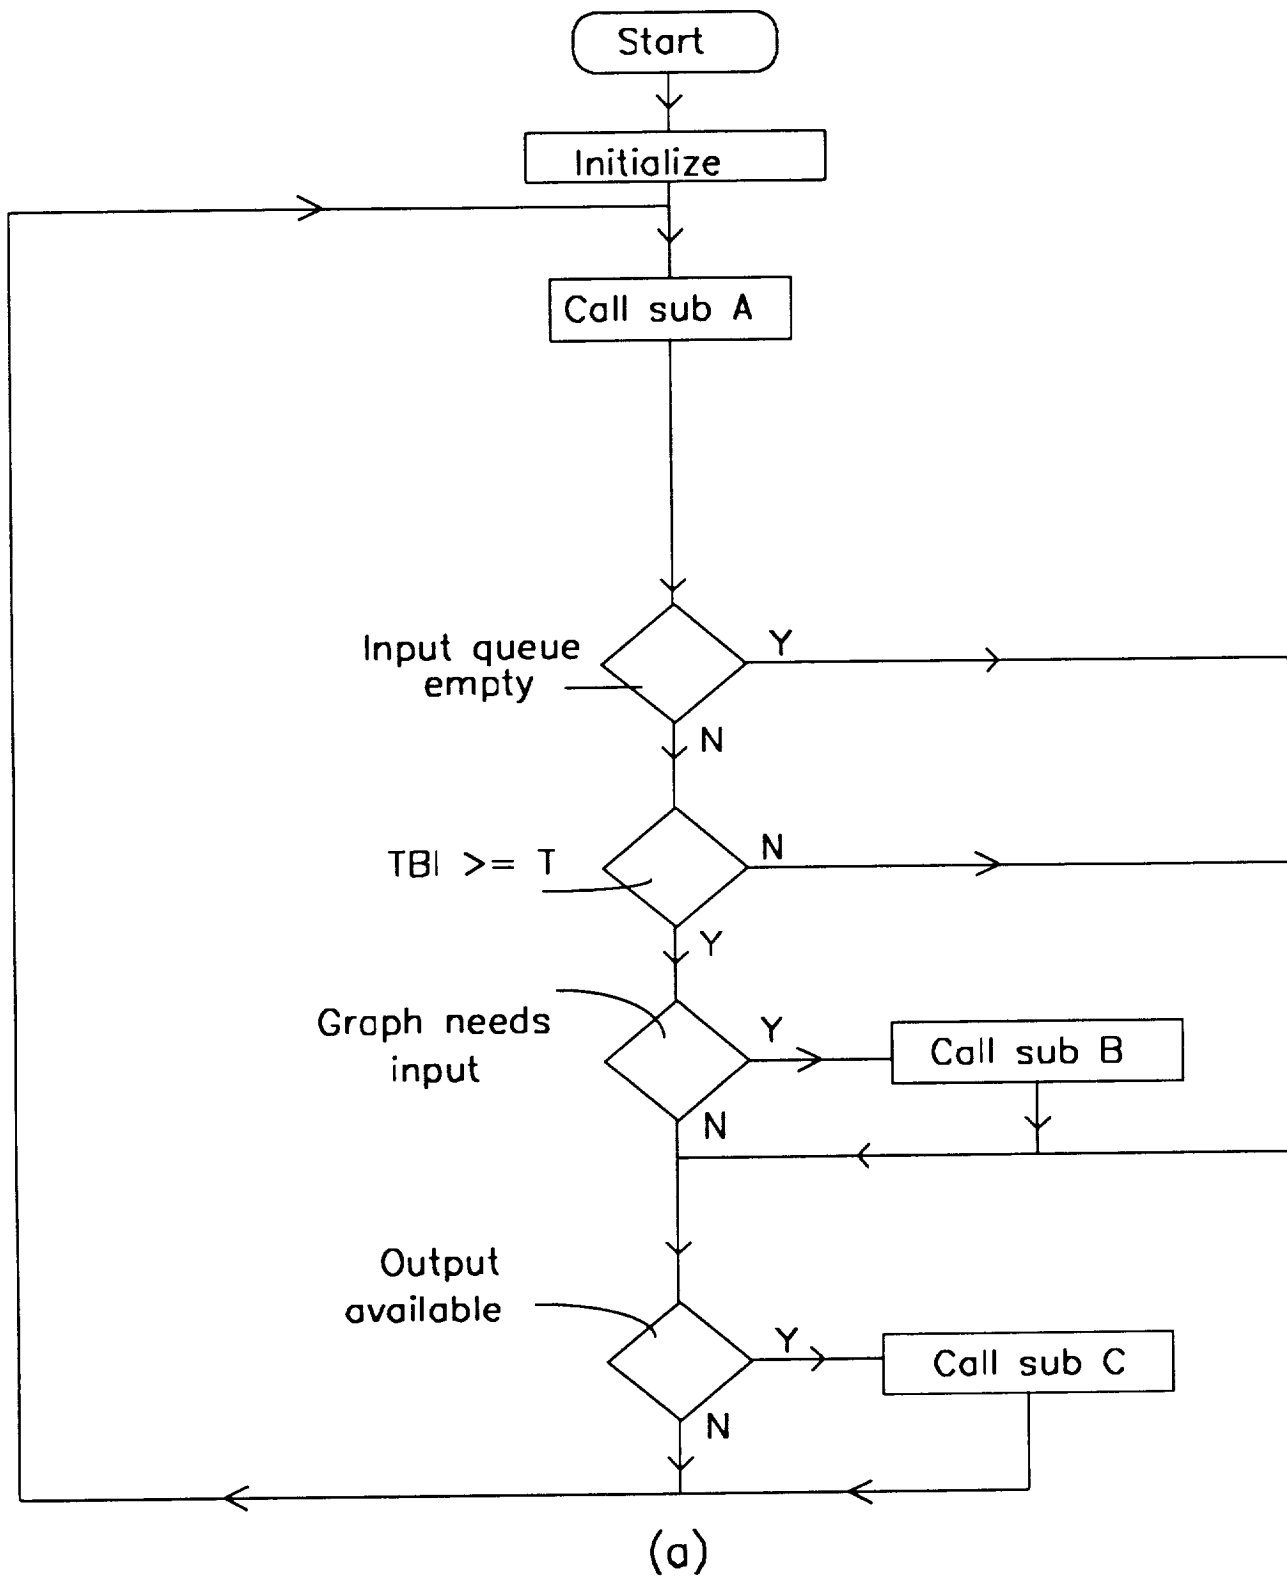 Start
Initialize
Call sub A
Input queue
empty
Y
N
TBI >= T
N
Y
Graph needs
input
Y
Call sub B
N
Output
available
Y
Call sub C
N
(a)